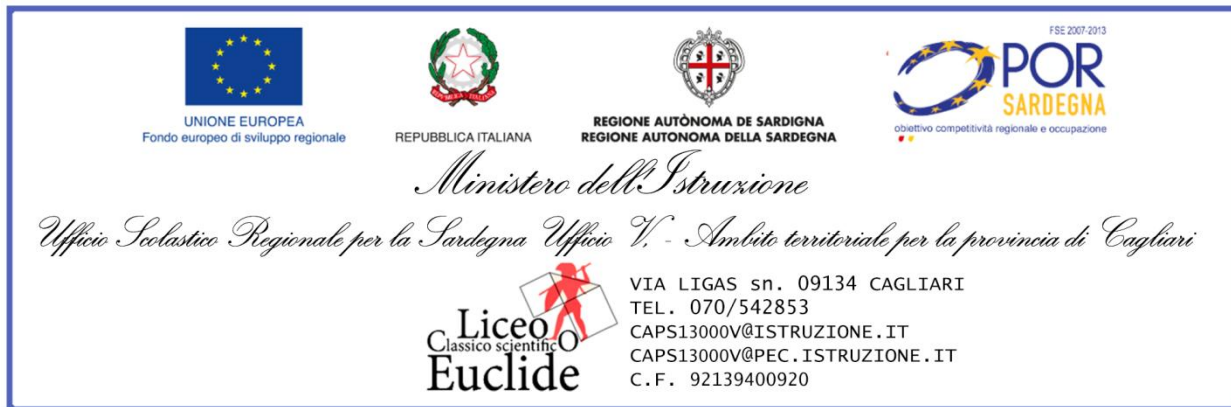 FSE 2007-2013
POR
SARDEGNA
obiettivo competitività regionale e occupazione
UNIONE EUROPEA
Fondo europeo di sviluppo regionale
REPUBBLICA ITALIANA
REPUBBLICA ITALIANA
REGIONE AUTÒNOMA DE SARDIGNA
REGIONE AUTONOMA DELLA SARDEGNA
Ministero dell'Istruzione
Ufficio Scolastico Regionale per la Sardegna Ufficio V. - Ambito territoriale per la provincia di Cagliari
Liceo
Classico scientificO
Euclide
VIA LIGAS sn. 09134 CAGLIARI
TEL. 070/542853
CAPS13000V@ISTRUZIONE.IT
CAPS13000V@PEC.ISTRUZIONE.IT
C.F. 92139400920